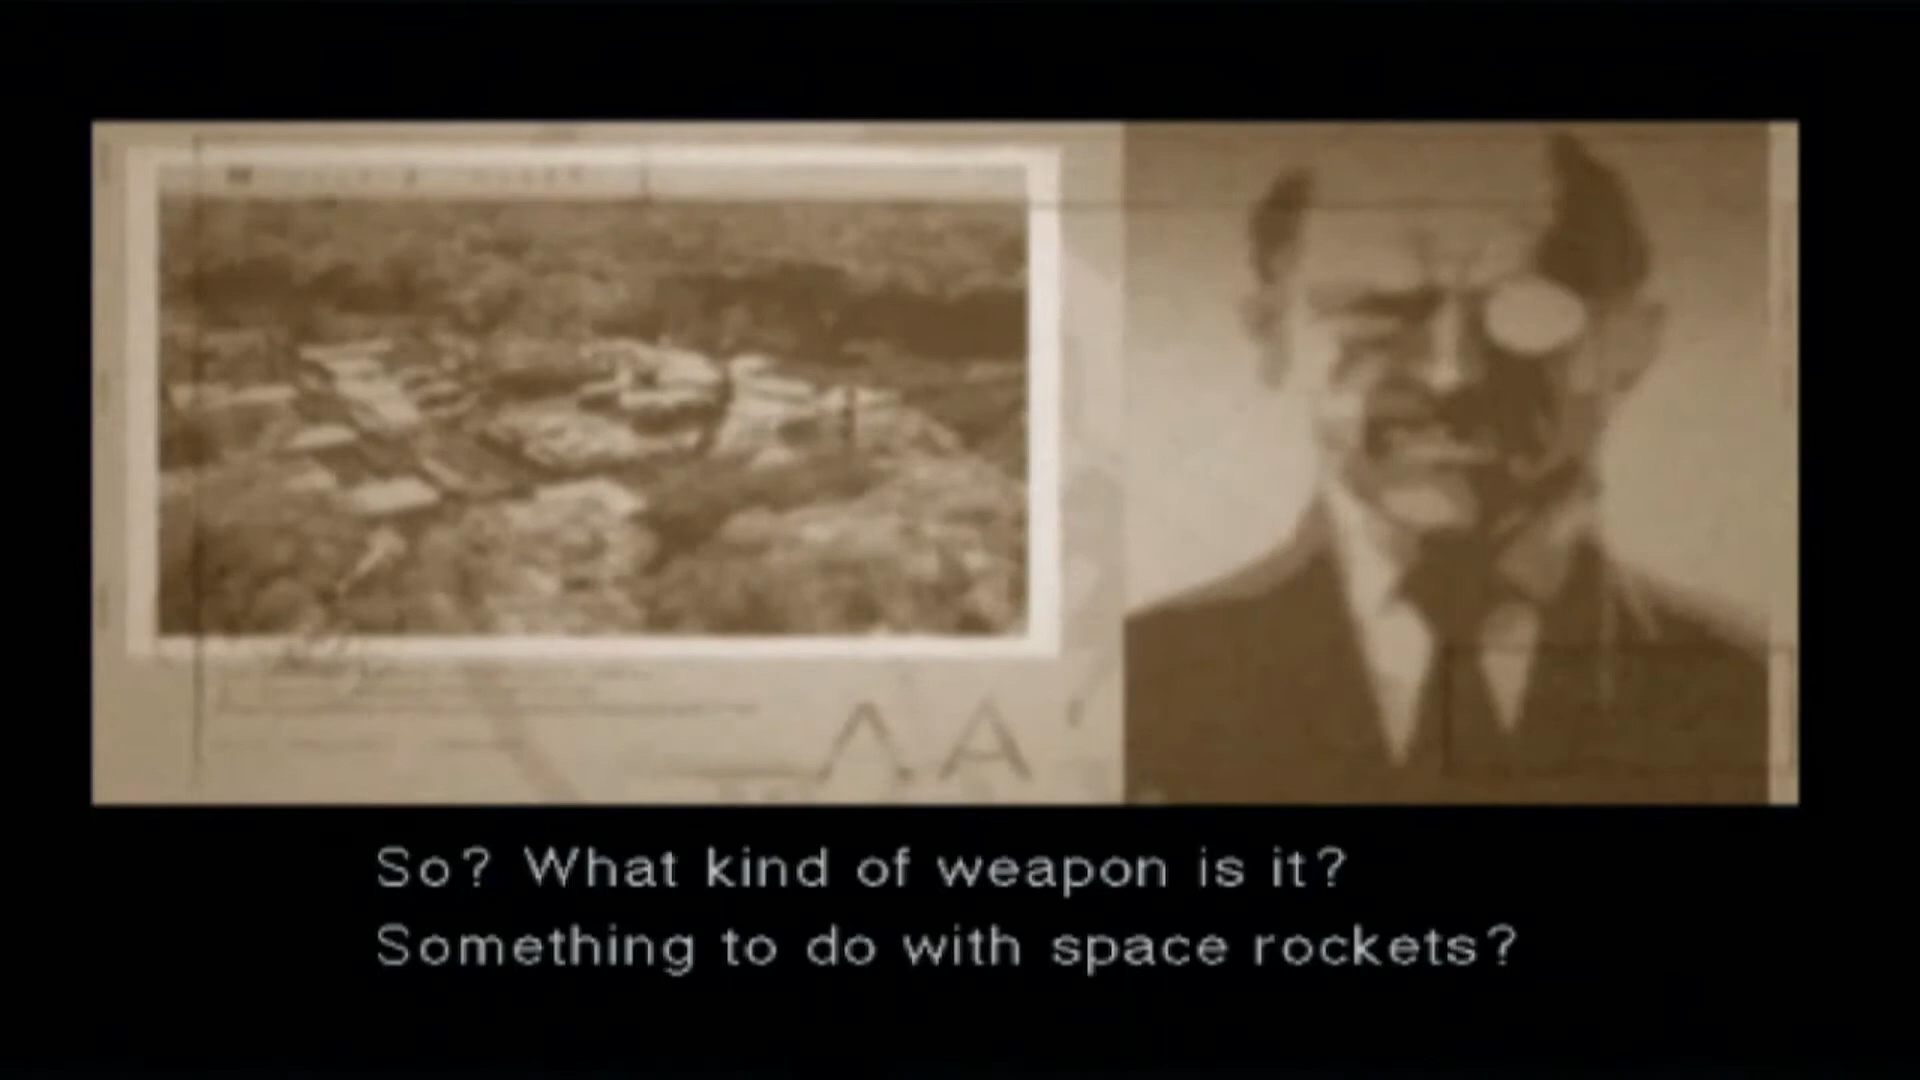 So? What kind of weapon is it?
Something to do with space rockets?